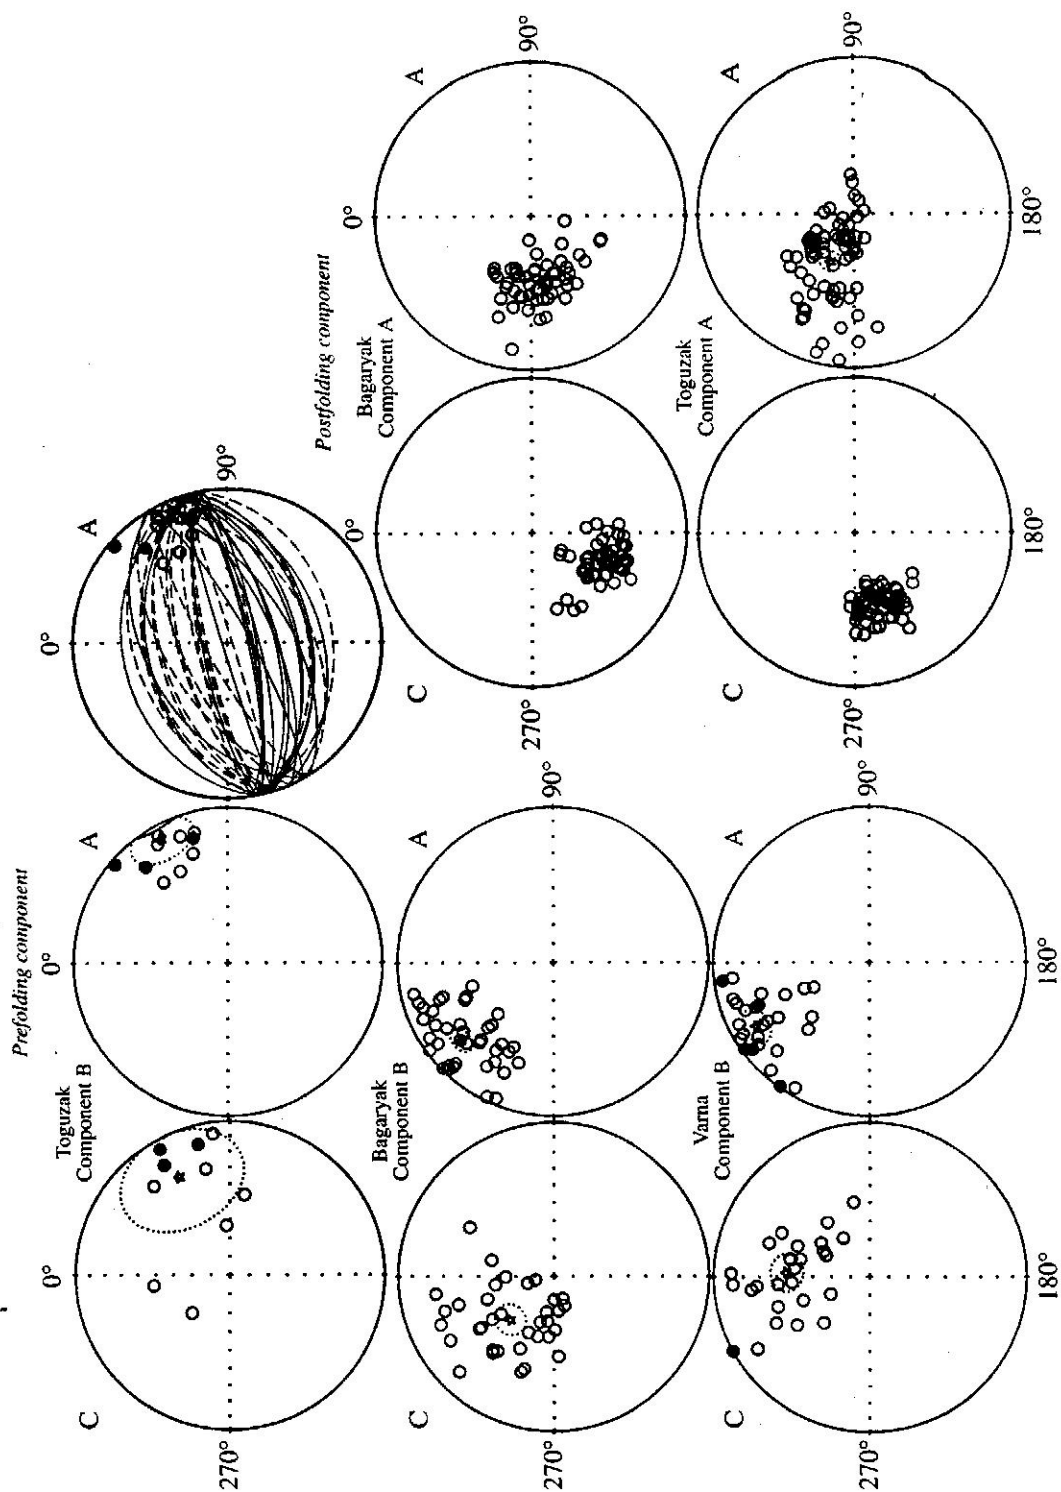 Prefolding component
Toguzak
Component B
C
0°
270°
A
0°
A
0°
90°
Bagaryak
Component B
C
270°
A
90°
Varna
Component B
C
270°
180°
A
90°
180°
Postfolding component
Bagaryak
Component A
C
0°
270°
A
0°
90°
Toguzak
Component A
C
270°
180°
A
90°
180°